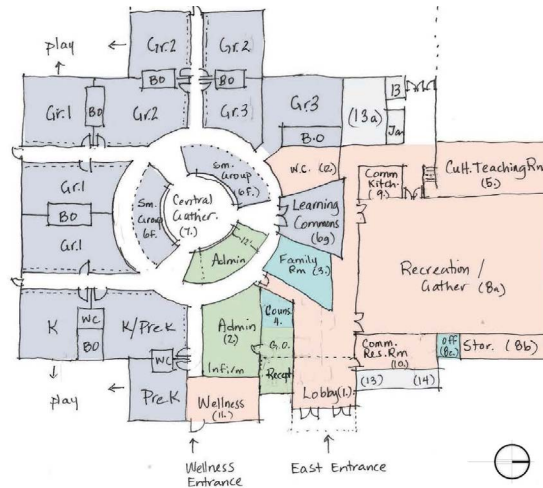 play
Gr.2
Gr.2
BO
BO
Gr.1
BO
Gr.2
Gr.3
Gr.3
B.O
(13a)
13
Jan
play
Gr.1
BO
Gr.1
Sm.
Group
(6f.)
Sm.
Group
6f.
Central
Gather.
(7.)
W.C. (12.)
Learning
Commons
(6g)
Comm
Kitch.
(9.)
Cult. Teaching Rm
(5.)
Admin
12'
Family
Rm (3.)
Recreation /
Gather (8a)
K
WC
BO
K/Pre.K
WC
Pre.K
Admin
(2.)
Infirm
Couns.
4.
G.O.
Recept
Wellness
(11.)
Lobby (1.)
Comm.
Res. Rm
(10.)
Off
(8c.)
Stor. (8b)
(13)
(14)
play
Wellness
Entrance
East Entrance